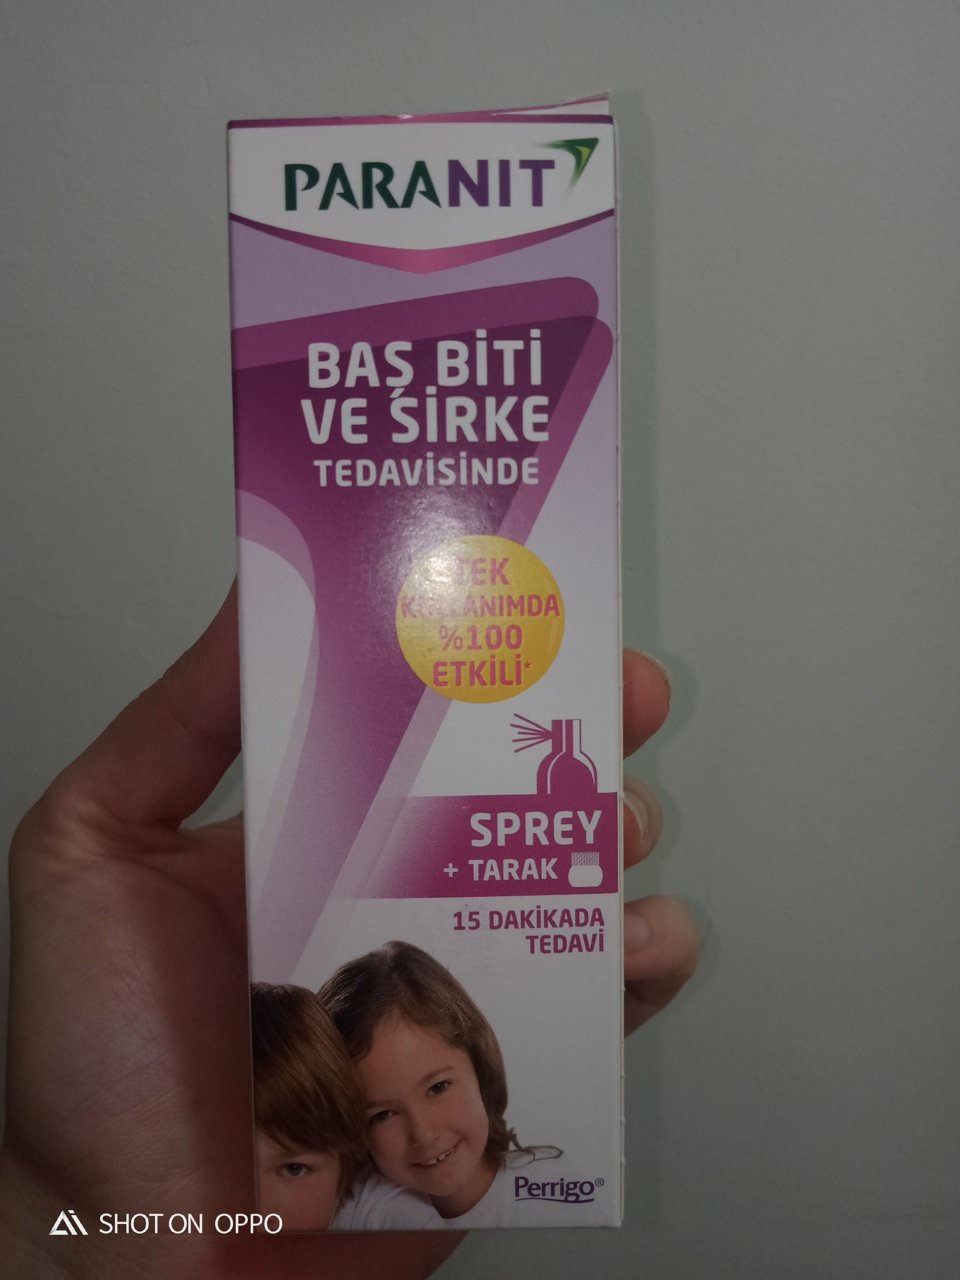 PARANIT
BAŞ BİTİ
VE SİRKE
TEDAVİSİNDE
TEK
KULLANIMDA
%100
ETKİLİ*
SPREY
+ TARAK
15 DAKİKADA
TEDAVİ
Perrigo®
SHOT ON OPPO